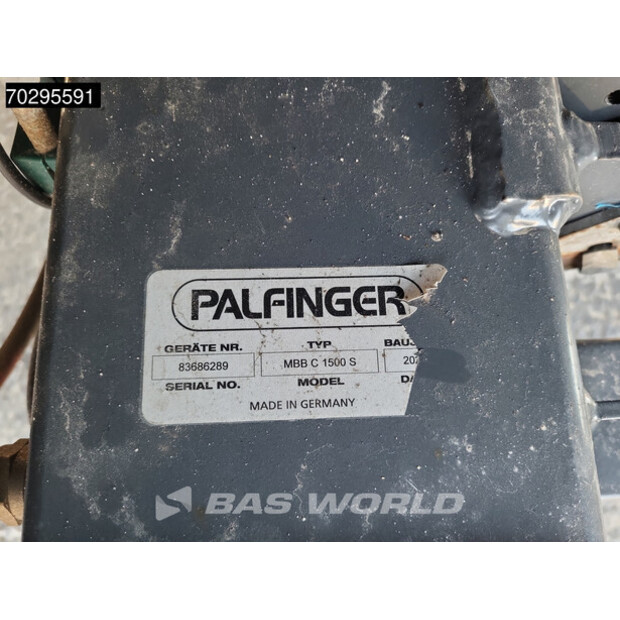 70295591
PALFINGER
GERÄTE NR. TYP
83686289 MBB C 1500 S
SERIAL NO. MODEL
MADE IN GERMANY
BAS WORLD